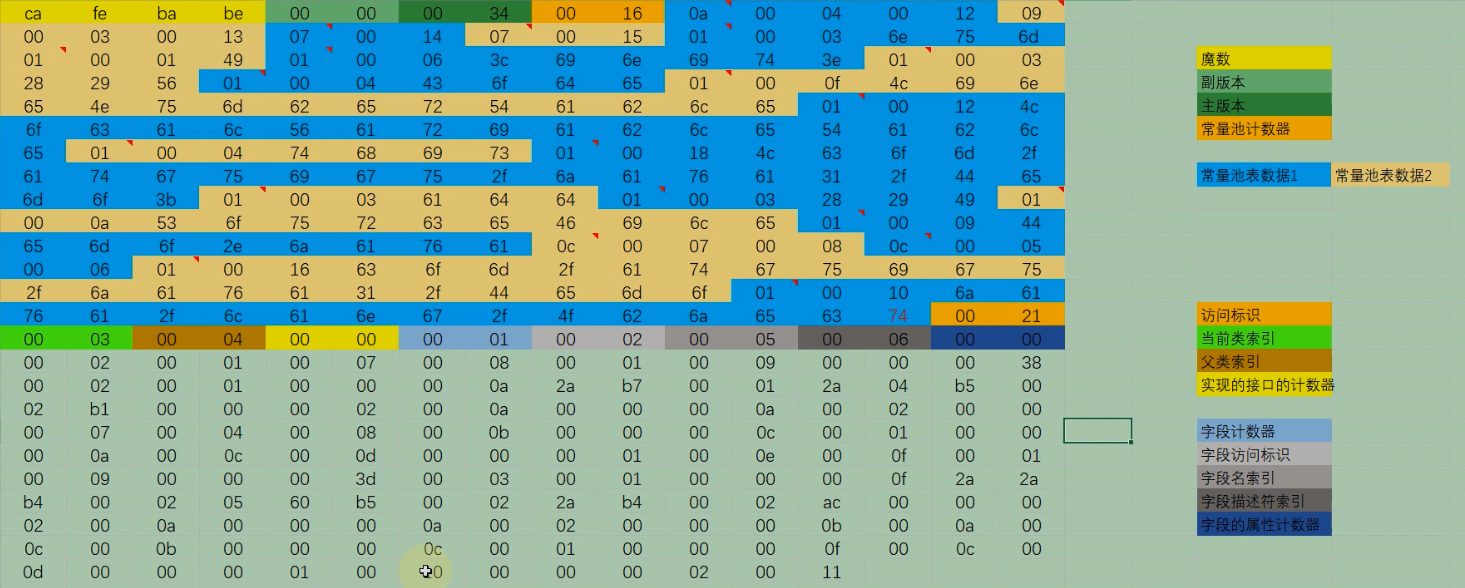 ca fe ba be 00 00 00 34 00 16 0a 00 04 00 12 09
00 03 00 13 07 00 14 07 00 15 01 00 03 6e 75 6d
01 00 01 49 01 00 06 3c 69 6e 69 74 3e 01 00 03 魔数
28 29 56 01 00 04 43 6f 64 65 01 00 0f 4c 69 6e 副版本
65 4e 75 6d 62 65 72 54 61 62 6c 65 01 00 12 4c 主版本
6f 63 61 6c 56 61 72 69 61 62 6c 65 54 61 62 6c 常量池计数器
65 01 00 04 74 68 69 73 01 00 18 4c 63 6f 6d 2f
61 74 67 75 69 67 75 2f 6a 61 76 61 31 2f 44 65 常量池表数据1 常量池表数据2
6d 6f 3b 01 00 03 61 64 64 01 00 03 28 29 49 01
00 0a 53 6f 75 72 63 65 46 69 6c 65 01 00 09 44
65 6d 6f 2e 6a 61 76 61 0c 00 07 00 08 0c 00 05
00 06 01 00 16 63 6f 6d 2f 61 74 67 75 69 67 75
2f 6a 61 76 61 31 2f 44 65 6d 6f 01 00 10 6a 61
76 61 2f 6c 61 6e 67 2f 4f 62 6a 65 63 74 00 21 访问标识
00 03 00 04 00 00 00 01 00 02 00 05 00 06 00 00 当前类索引
00 02 00 01 00 07 00 08 00 01 00 09 00 00 00 38 父类索引
00 02 00 01 00 00 00 0a 2a b7 00 01 2a 04 b5 00 实现的接口的计数器
02 b1 00 00 00 02 00 0a 00 00 00 0a 00 02 00 00
00 07 00 04 00 08 00 0b 00 00 00 0c 00 01 00 00 字段计数器
00 0a 00 0c 00 0d 00 00 00 01 00 0e 00 0f 00 01 字段访问标识
00 09 00 00 00 3d 00 03 00 01 00 00 00 0f 2a 2a 字段名索引
b4 00 02 05 60 b5 00 02 2a b4 00 02 ac 00 00 00 字段描述符索引
02 00 0a 00 00 00 0a 00 02 00 00 00 0b 00 0a 00 字段的属性计数器
0c 00 0b 00 00 00 0c 00 01 00 00 00 0f 00 0c 00
0d 00 00 00 01 00 00 00 00 02 00 11